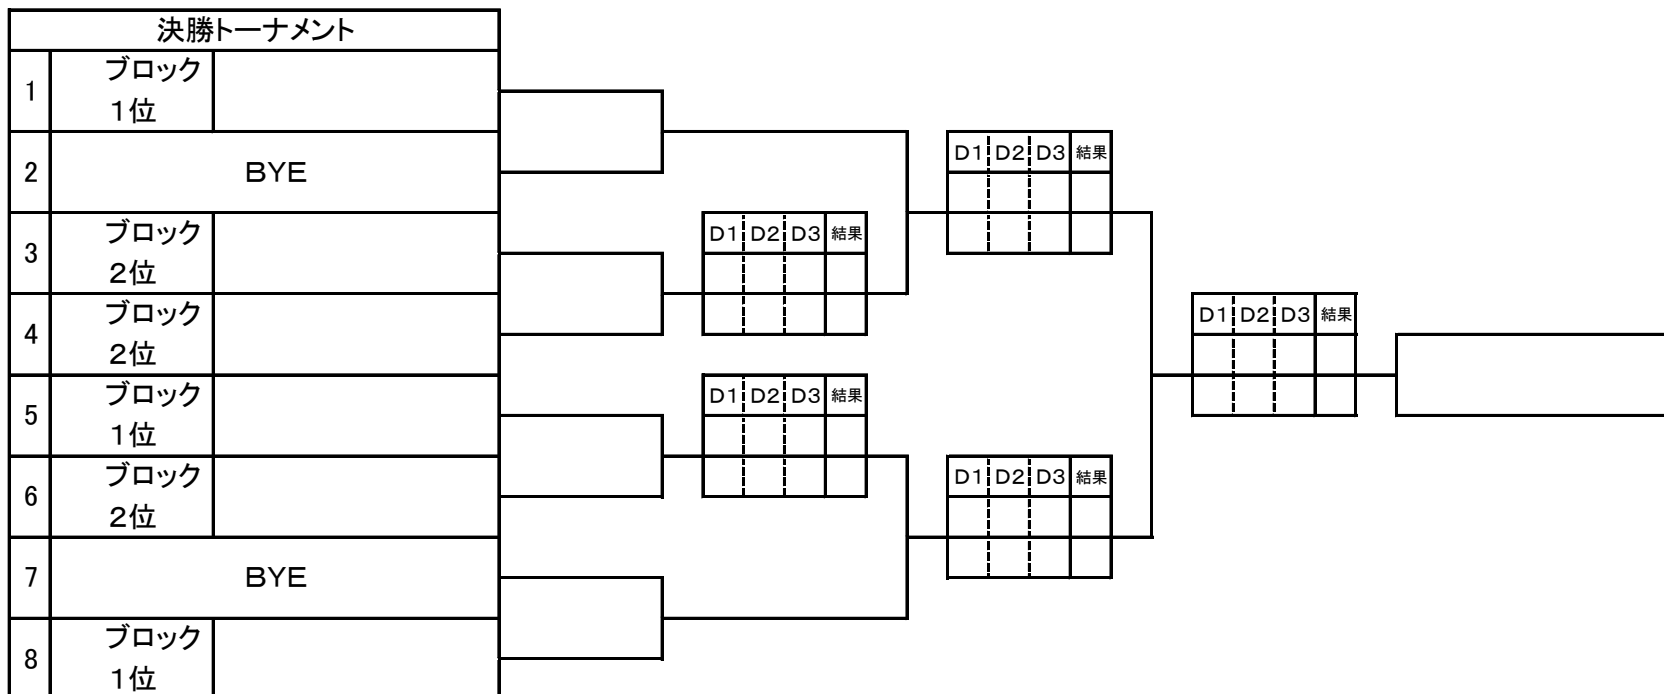 決勝トーナメント
1
ブロック
1位
2
BYE
D1 D2 D3 結果
3
ブロック
2位
D1 D2 D3 結果
4
ブロック
2位
D1 D2 D3 結果
5
ブロック
1位
D1 D2 D3 結果
6
ブロック
2位
D1 D2 D3 結果
7
BYE
8
ブロック
1位